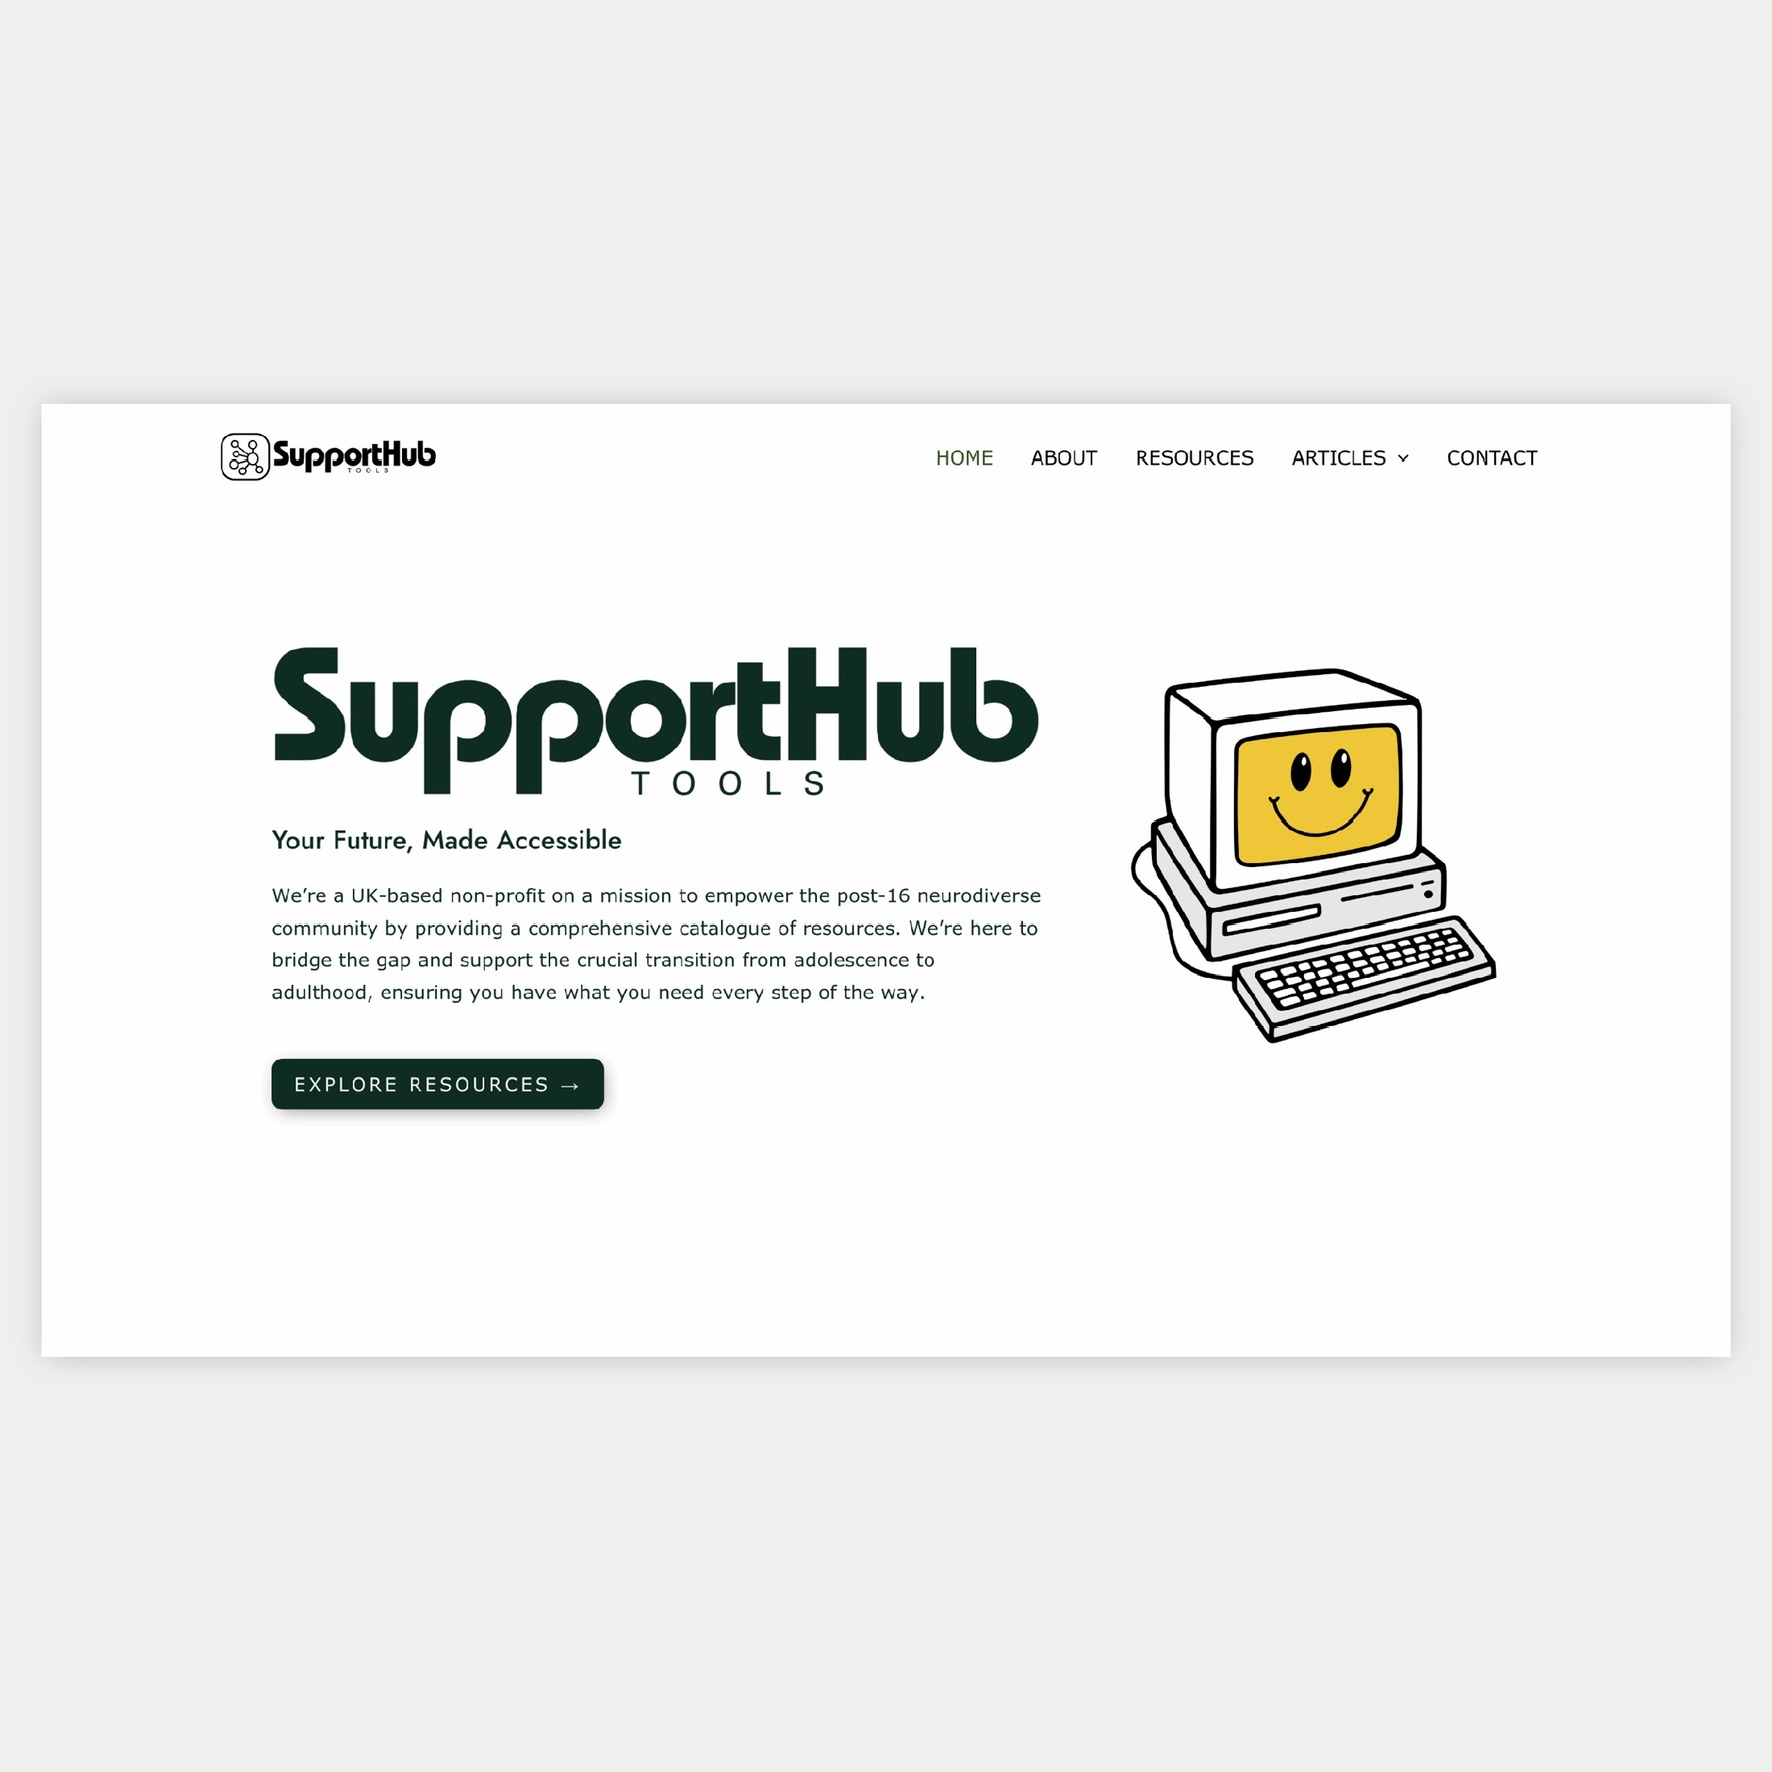 SupportHub
TOOLS
HOME ABOUT RESOURCES ARTICLES CONTACT
SupportHub
TOOLS
Your Future, Made Accessible
We’re a UK-based non-profit on a mission to empower the post-16 neurodiverse
community by providing a comprehensive catalogue of resources. We’re here to
bridge the gap and support the crucial transition from adolescence to
adulthood, ensuring you have what you need every step of the way.
EXPLORE RESOURCES →